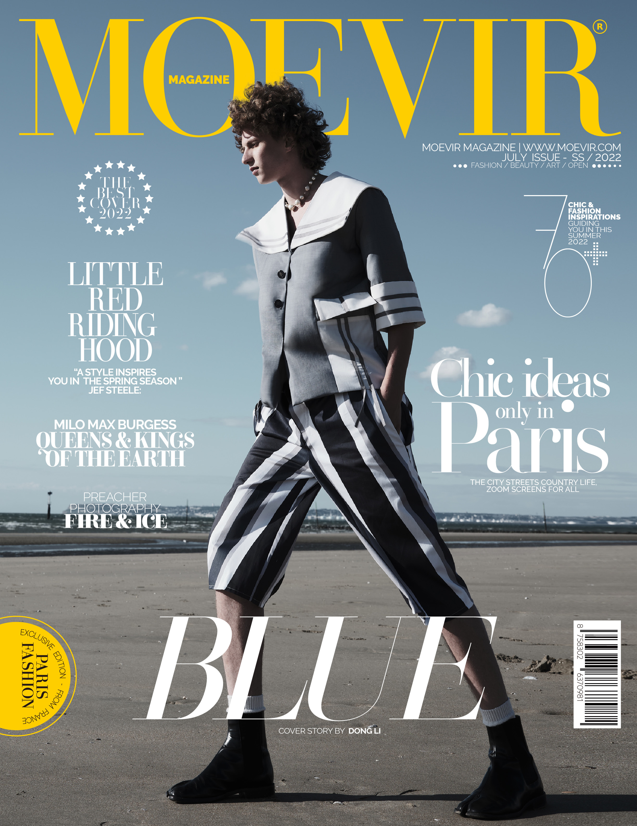 MOEVIR®
MAGAZINE
MOEVIR MAGAZINE | WWW.MOEVIR.COM
JULY ISSUE - SS / 2022
FASHION / BEAUTY / ART / OPEN
THE
BEST
COVER
2022
76+
CHIC &
FASHION
INSPIRATIONS
GUIDING
YOU IN THIS
SUMMER
2022
LITTLE
RED
RIDING
HOOD
"A STYLE INSPIRES
YOU IN THE SPRING SEASON "
JEF STEELE:
Chic ideas
only in
Paris
THE CITY STREETS COUNTRY LIFE,
ZOOM SCREENS FOR ALL
MILO MAX BURGESS
QUEENS & KINGS
‘OF THE EARTH
PREACHER
PHOTOGRAPHY
FIRE & ICE
BLUE
COVER STORY BY DONG LI
EXCLUSIVE EDITION - FROM FRANCE
PARIS
FASHION
8 758302 6370981